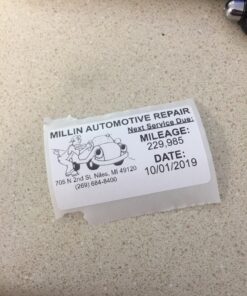 MILLIN AUTOMOTIVE REPAIR
Next Service Due:
MILEAGE:
229,985
DATE:
10/01/2019
705 N 2nd St. Niles, MI 49120
(269) 684-8400